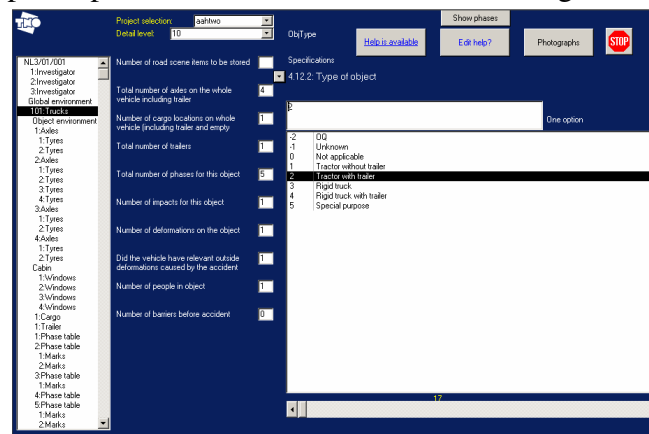 TNO
Project selection: aahtwo
Detail level: 10
ObjType
Show phases
Help is available
Edit help?
Photographs
STOP
Specifications
4.12.2: Type of object
2
One option
-2 OQ
-1 Unknown
0 Not applicable
1 Tractor without trailer
2 Tractor with trailer
3 Rigid truck
4 Rigid truck with trailer
5 Special purpose
17
NL3/01/001
1:Investigator
2:Investigator
3:Investigator
Global environment
101: Trucks
Object environment
1:Axles
1:Tyres
2:Tyres
2:Axles
1:Tyres
2:Tyres
3:Tyres
4:Tyres
3:Axles
1:Tyres
2:Tyres
4:Axles
1:Tyres
2:Tyres
Cabin
1:Windows
2:Windows
3:Windows
4:Windows
1:Cargo
1:Trailer
1:Phase table
2:Phase table
1:Marks
2:Marks
3:Phase table
1:Marks
4:Phase table
5:Phase table
1:Marks
2:Marks
Number of road scene items to be stored
Total number of axles on the whole 4
vehicle including trailer
Number of cargo locations on whole 1
vehicle (including trailer and empty
Total number of trailers 1
Total number of phases for this object 5
Number of impacts for this object 1
Number of deformations on the object 1
Did the vehicle have relevant outside 1
deformations caused by the accident
Number of people in object 1
Number of barriers before accident 0